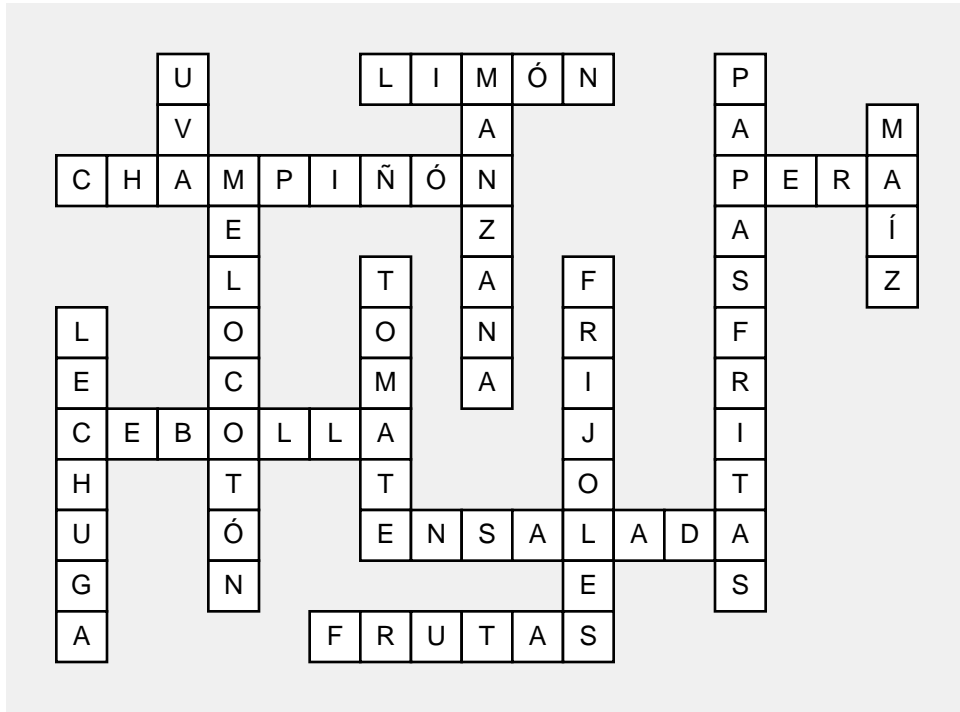 U L I M Ó N P
V A A M
C H A M P I Ñ Ó N P E R A
E Z A Í
L T A F S Z
L O O N R F
E C M A I R
C E B O L L A J I
H T T O T
U Ó E N S A L A D A
G N E S
A F R U T A S